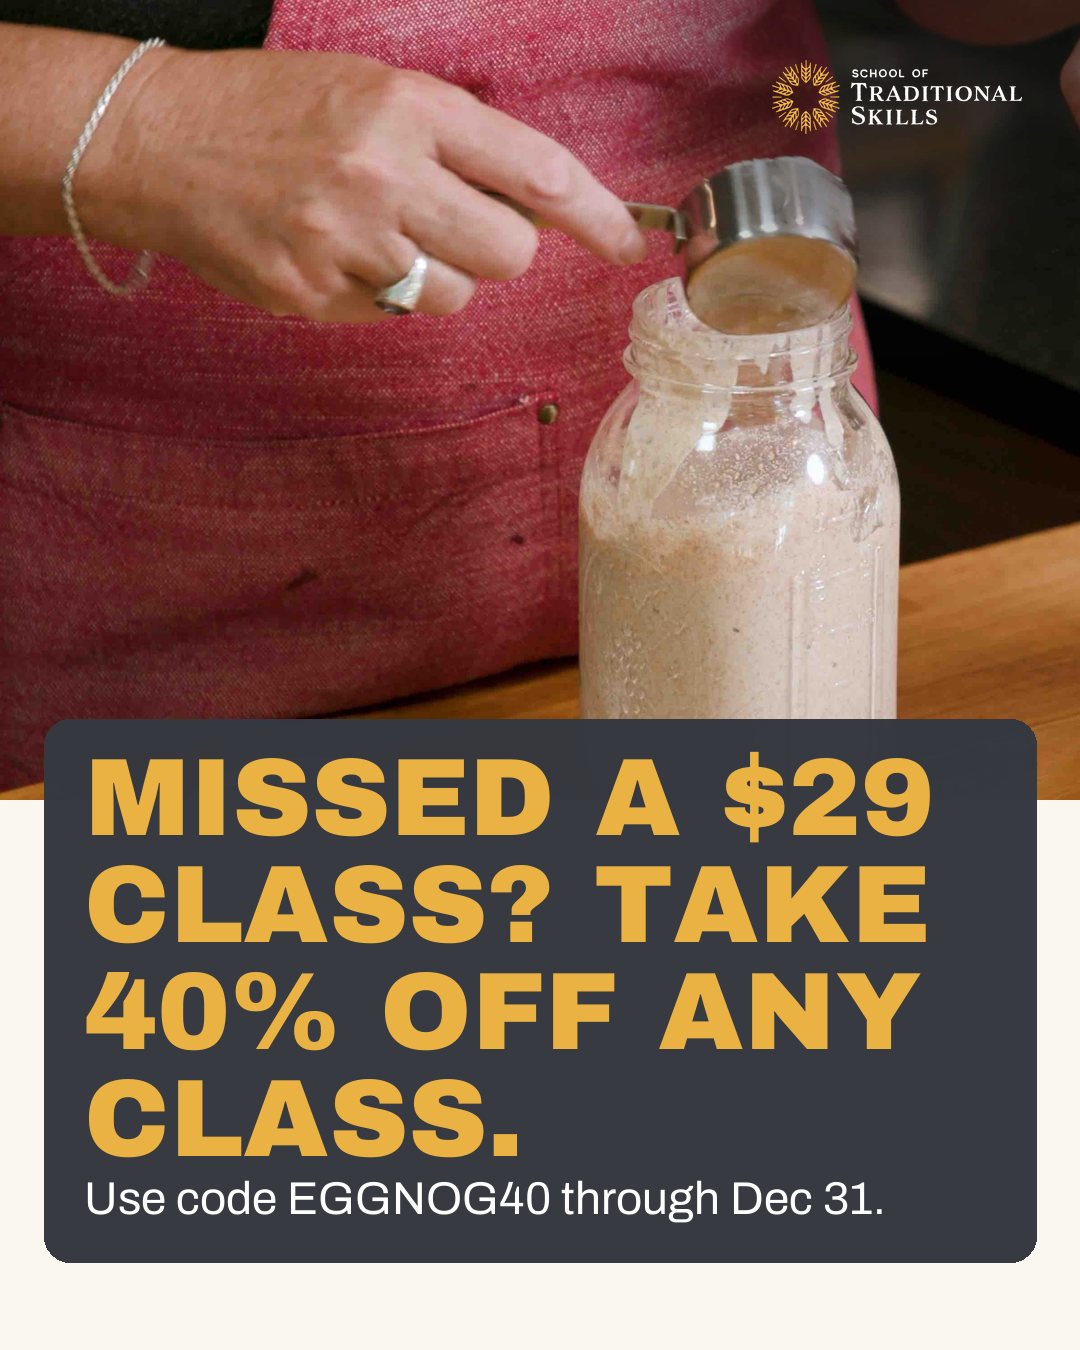 SCHOOL OF
TRADITIONAL
SKILLS
MISSED A $29
CLASS? TAKE
40% OFF ANY
CLASS.
Use code EGGNOG40 through Dec 31.